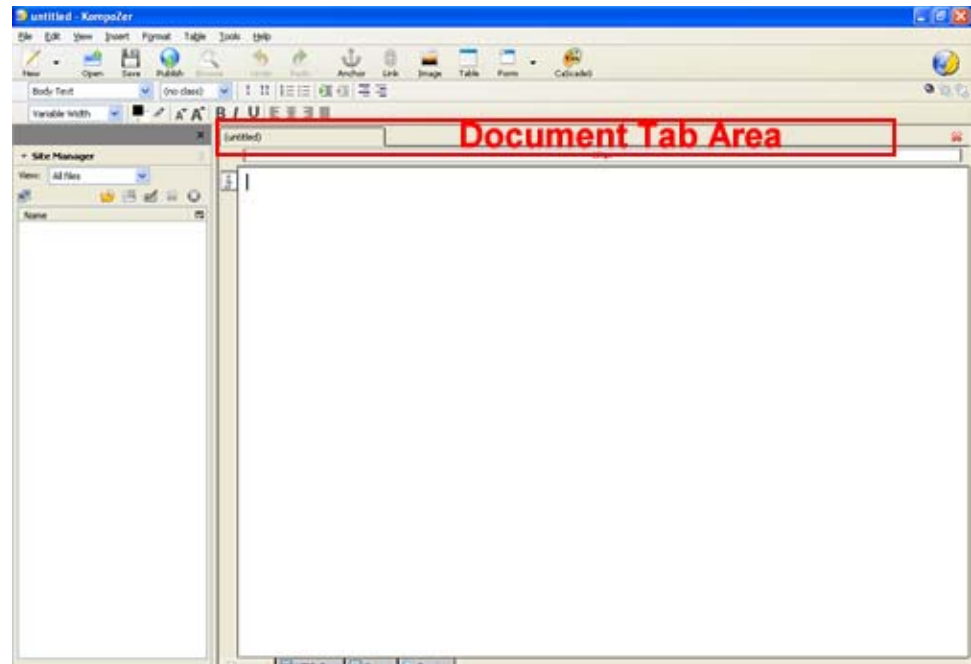 untitled - KompoZer
File Edit View Insert Format Table Tools Help
New Open Save Publish Browse Undo Redo Anchor Link Image Table Form CaScadeS
Body Text (no class)
Variable Width B I U
(untitled) Document Tab Area
Site Manager
View: All files
Name